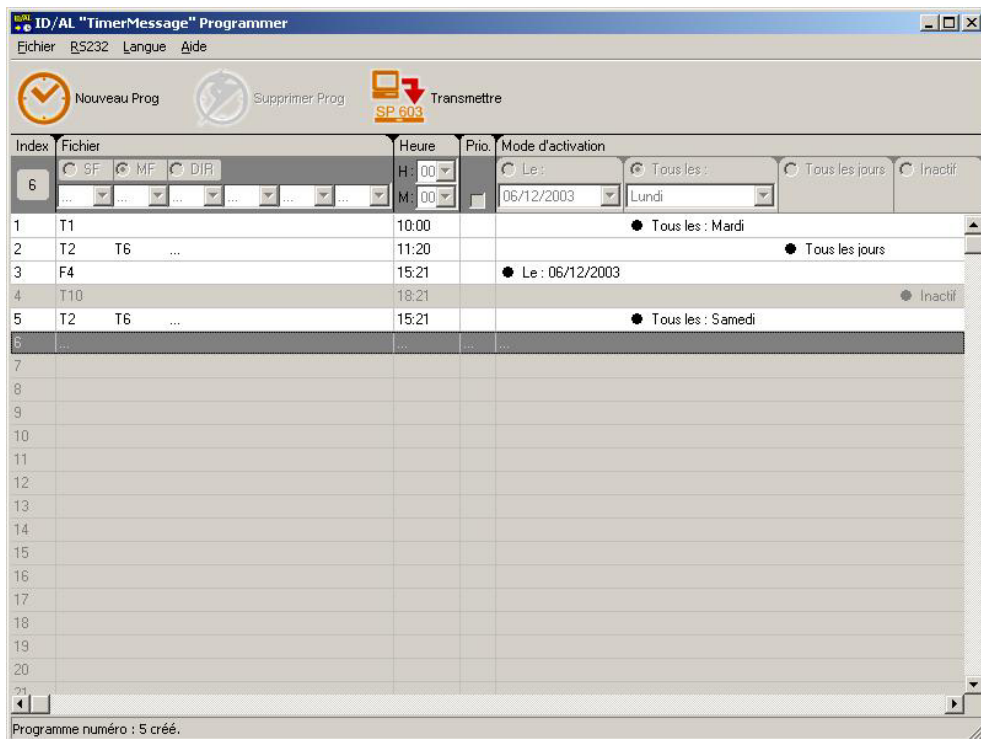 ID/AL "TimerMessage" Programmer
Fichier RS232 Langue Aide
Nouveau Prog Supprimer Prog SP 603 Transmettre
Index Fichier Heure Prio. Mode d'activation
SF MF DIR H: 00 Le : Tous les : Tous les jours Inactif
6 ... ... ... ... ... ... M: 00 06/12/2003 Lundi
1 T1 10:00 Tous les : Mardi
2 T2 T6 ... 11:20 Tous les jours
3 F4 15:21 Le : 06/12/2003
4 T10 18:21 Inactif
5 T2 T6 ... 15:21 Tous les : Samedi
6 ... ... ... ...
7
8
9
10
11
12
13
14
15
16
17
18
19
20
21
Programme numéro : 5 créé.